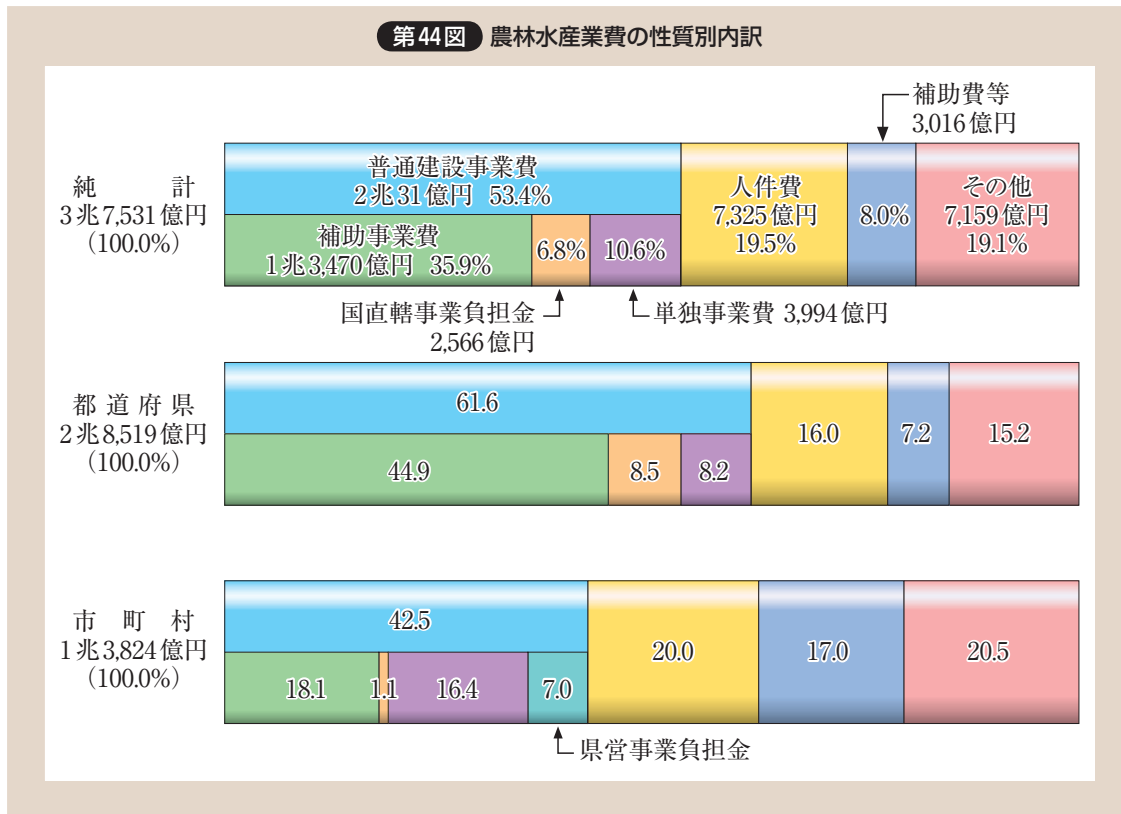 第44図 農林水産業費の性質別内訳
補助費等
3,016億円
純計
3兆7,531億円
(100.0%)
普通建設事業費
2兆31億円 53.4%
補助事業費
1兆3,470億円 35.9%
6.8%
10.6%
人件費
7,325億円
19.5%
8.0%
その他
7,159億円
19.1%
国直轄事業負担金
2,566億円
単独事業費 3,994億円
都道府県
2兆8,519億円
(100.0%)
61.6
44.9
8.5
8.2
16.0
7.2
15.2
市町村
1兆3,824億円
(100.0%)
42.5
18.1
1.1
16.4
7.0
20.0
17.0
20.5
県営事業負担金